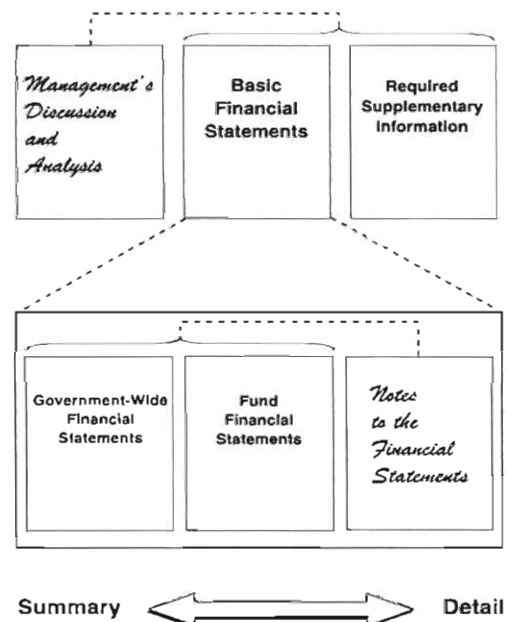 Management's
Discussion
and
Analysis
Basic
Financial
Statements
Required
Supplementary
Information
Government-Wide
Financial
Statements
Fund
Financial
Statements
Notes
to the
Financial
Statements
Summary
Detail